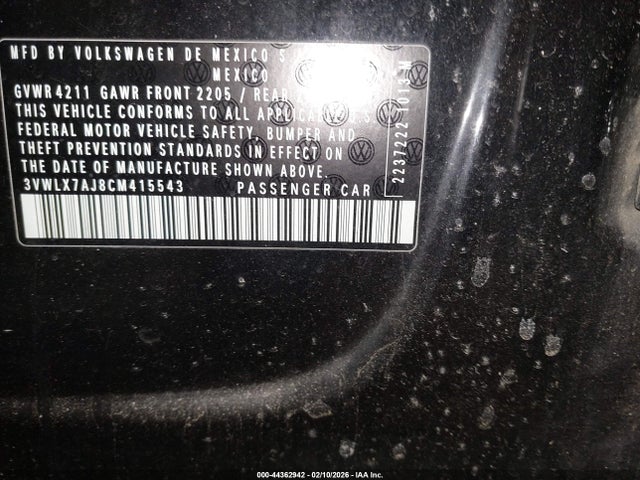 MFD BY VOLKSWAGEN DE MEXICO S
MEXICO
GVWR 4211 GAWR FRONT 2205 / REAR
THIS VEHICLE CONFORMS TO ALL
FEDERAL MOTOR VEHICLE SAFETY, BUMPER AND
THEFT PREVENTION STANDARDS IN EFFECT ON
THE DATE OF MANUFACTURE SHOWN ABOVE.
3VWLX7AJ8CM415543 PASSENGER CAR
000-44362942 - 02/10/2026 - IAA Inc.